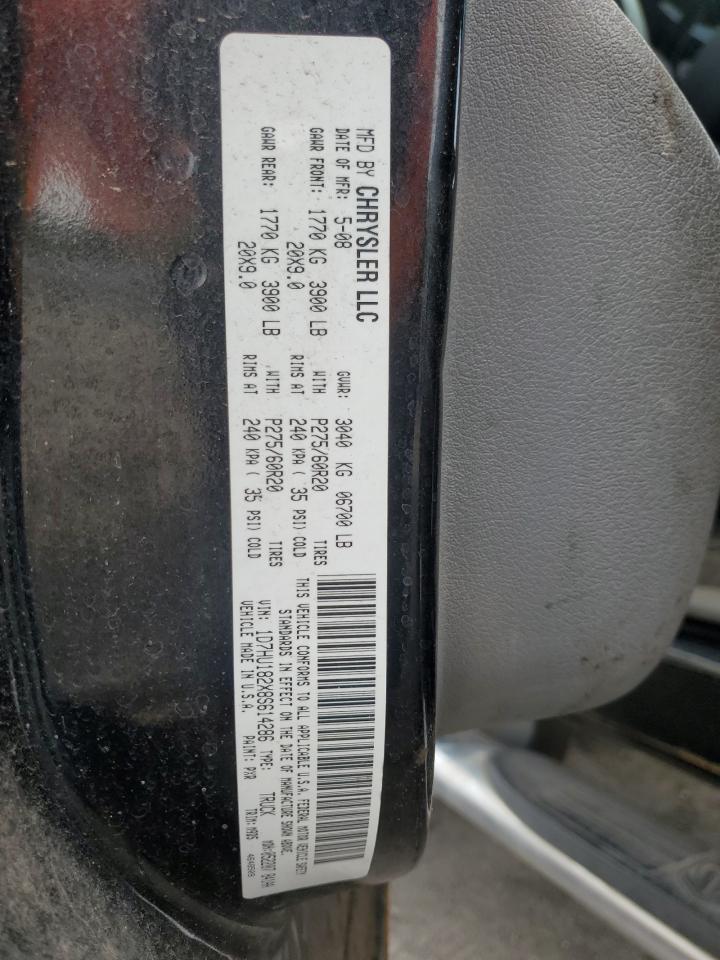 MFD BY CHRYSLER LLC
DATE OF MFR: 5-08 GVWR: 3040 KG 06700 LB
GAWR FRONT: 1770 KG 3900 LB WITH P275/60R20 TIRES
20X9.0 RIMS AT 240 KPA ( 35 PSI) COLD
GAWR REAR: 1770 KG 3900 LB WITH P275/60R20 TIRES
20X9.0 RIMS AT 240 KPA ( 35 PSI) COLD
THIS VEHICLE CONFORMS TO ALL APPLICABLE U.S.A. FEDERAL MOTOR VEHICLE SAFETY
STANDARDS IN EFFECT ON THE DATE OF MANUFACTURE SHOWN ABOVE.
VIN: 1D7HU182X8S614286 TYPE: TRUCK
VEHICLE MADE IN U.S.A. PAINT: PXR